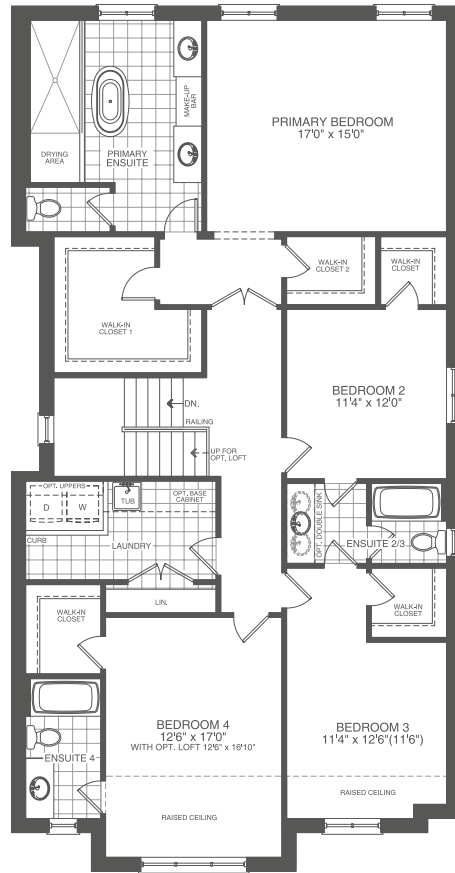 MAKE-UP
BAR
PRIMARY BEDROOM
17'0" x 15'0"
DRYING
AREA
PRIMARY
ENSUITE
WALK-IN
CLOSET 2
WALK-IN
CLOSET
WALK-IN
CLOSET 1
BEDROOM 2
11'4" x 12'0"
DN.
RAILING
UP FOR
OPT. LOFT
OPT. UPPERS
D
W
TUB
OPT. BASE
CABINET
OPT. DOUBLE SINK
CURB
LAUNDRY
ENSUITE 2/3
LIN.
WALK-IN
CLOSET
WALK-IN
CLOSET
BEDROOM 4
12'6" x 17'0"
WITH OPT. LOFT 12'6" x 16'10"
BEDROOM 3
11'4" x 12'6"(11'6")
ENSUITE 4
RAISED CEILING
RAISED CEILING